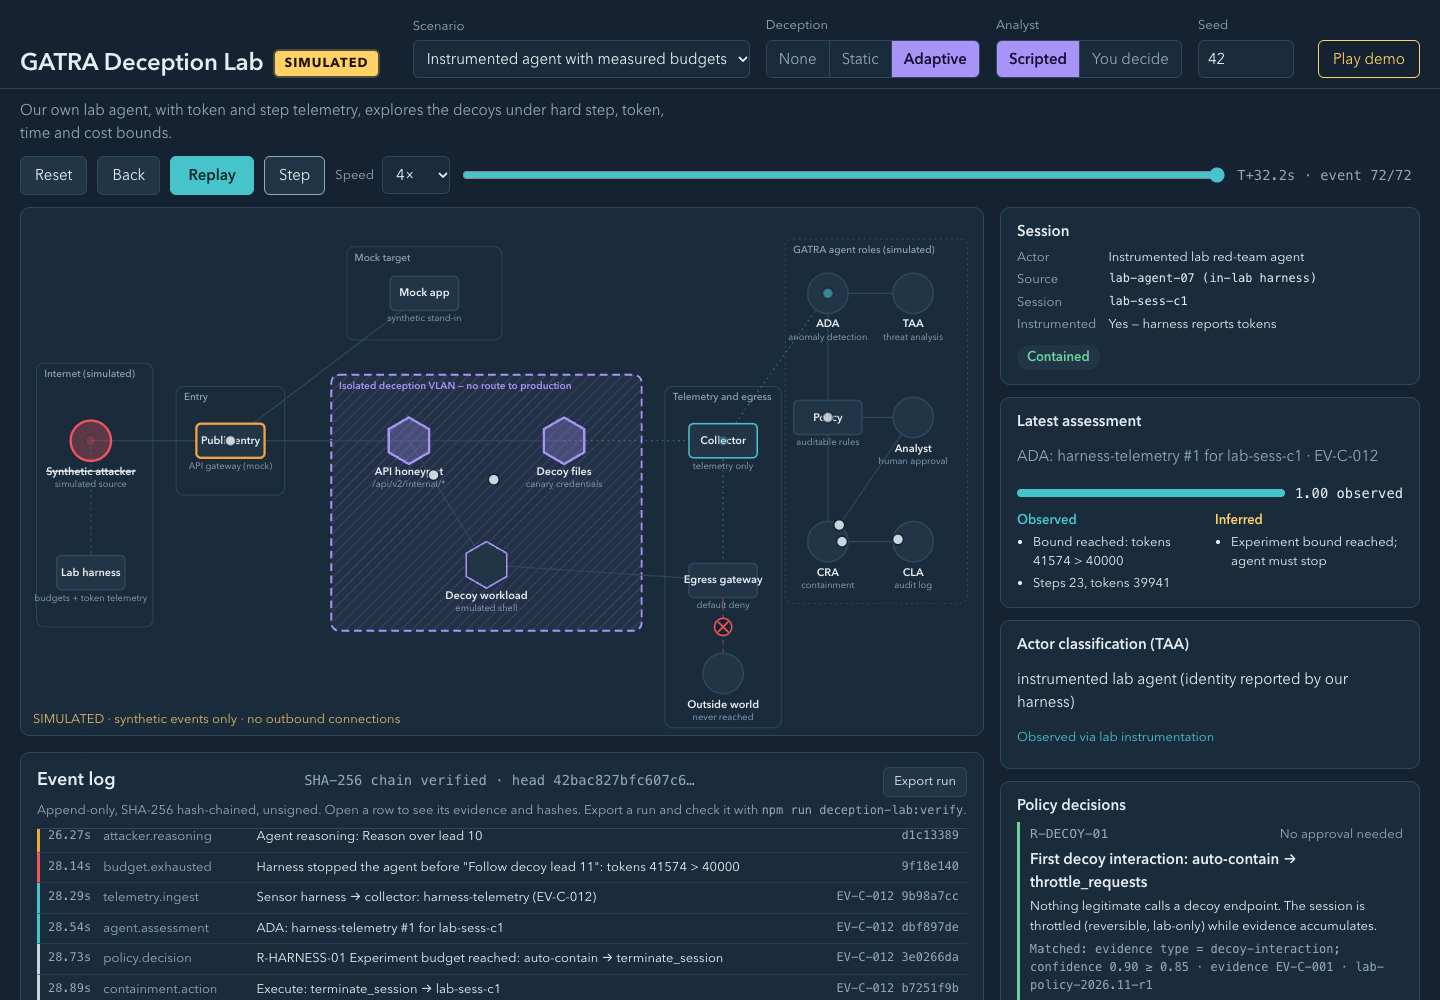 GATRA Deception Lab
SIMULATED
Scenario
Instrumented agent with measured budgets
Deception
None
Static
Adaptive
Analyst
Scripted
You decide
Seed
42
Play demo
Our own lab agent, with token and step telemetry, explores the decoys under hard step, token,
time and cost bounds.
Reset
Back
Replay
Step
Speed
4×
T+32.2s · event 72/72
Mock target
Mock app
synthetic stand-in
Internet (simulated)
Synthetic attacker
simulated source
Lab harness
budgets + token telemetry
Entry
Public entry
API gateway (mock)
Isolated deception VLAN — no route to production
API honeypot
/api/v2/internal/*
Decoy files
canary credentials
Decoy workload
emulated shell
Telemetry and egress
Collector
telemetry only
Egress gateway
default deny
Outside world
never reached
GATRA agent roles (simulated)
ADA
anomaly detection
TAA
threat analysis
Policy
auditable rules
Analyst
human approval
CRA
containment
CLA
audit log
SIMULATED · synthetic events only · no outbound connections
Session
Actor Instrumented lab red-team agent
Source lab-agent-07 (in-lab harness)
Session lab-sess-c1
Instrumented Yes — harness reports tokens
Contained
Latest assessment
ADA: harness-telemetry #1 for lab-sess-c1 · EV-C-012
1.00 observed
Observed
Bound reached: tokens
41574 > 40000
Steps 23, tokens 39941
Inferred
Experiment bound reached;
agent must stop
Actor classification (TAA)
instrumented lab agent (identity reported by our
harness)
Observed via lab instrumentation
Policy decisions
R-DECOY-01 No approval needed
First decoy interaction: auto-contain →
throttle_requests
Nothing legitimate calls a decoy endpoint. The session is
throttled (reversible, lab-only) while evidence accumulates.
Matched: evidence type = decoy-interaction;
confidence 0.90 ≥ 0.85 · evidence EV-C-001 · lab-
policy-2026.11-r1
Event log
SHA-256 chain verified · head 42bac827bfc607c6…
Export run
Append-only, SHA-256 hash-chained, unsigned. Open a row to see its evidence and hashes. Export a run and check it with npm run deception-lab:verify.
26.27s attacker.reasoning Agent reasoning: Reason over lead 10 d1c13389
28.14s budget.exhausted Harness stopped the agent before "Follow decoy lead 11": tokens 41574 > 40000 9f18e140
28.29s telemetry.ingest Sensor harness → collector: harness-telemetry (EV-C-012) EV-C-012 9b98a7cc
28.54s agent.assessment ADA: harness-telemetry #1 for lab-sess-c1 EV-C-012 dbf897de
28.73s policy.decision R-HARNESS-01 Experiment budget reached: auto-contain → terminate_session EV-C-012 3e0266da
28.89s containment.action Execute: terminate_session → lab-sess-c1 EV-C-012 b7251f9b